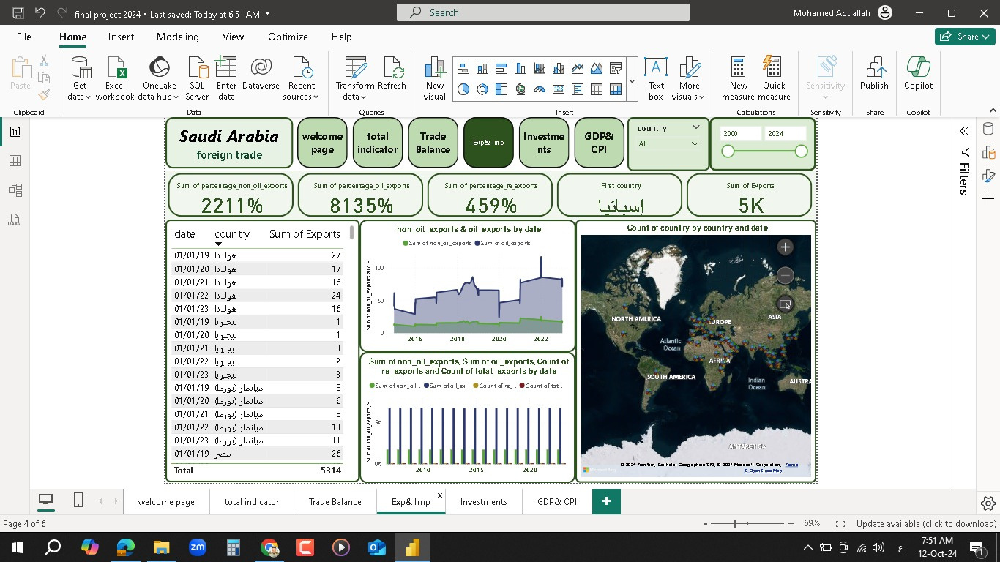 final project 2024 • Last saved: Today at 6:51 AM
Search
Mohamed Abdallah
File Home Insert Modeling View Optimize Help
Share
Paste
Get data
Excel workbook
OneLake data hub
SQL Server
Enter data
Dataverse
Recent sources
Transform data
Refresh
New visual
Text box
More visuals
New measure
Quick measure
Sensitivity
Publish
Copilot
Clipboard Data Queries Insert Calculations Sensitivity Share Copilot
Saudi Arabia
foreign trade
welcome page
total indicator
Trade Balance
Exp& Imp
Investme
nts
GDP& CPI
country
All
2000 2024
Filters
Sum of percentage_non_oil_exports
2211%
Sum of percentage_oil_exports
8135%
Sum of percentage_re_exports
459%
First country
إسبانيا
Sum of Exports
5K
date country Sum of Exports
01/01/19 هولندا 27
01/01/20 هولندا 17
01/01/21 هولندا 16
01/01/22 هولندا 24
01/01/23 هولندا 16
01/01/19 نيجيريا 1
01/01/20 نيجيريا 1
01/01/21 نيجيريا 3
01/01/22 نيجيريا 2
01/01/23 نيجيريا 3
01/01/19 ميانمار (بورما) 8
01/01/20 ميانمار (بورما) 6
01/01/21 ميانمار (بورما) 8
01/01/22 ميانمار (بورما) 13
01/01/23 ميانمار (بورما) 11
01/01/19 مصر 26
Total 5314
non_oil_exports & oil_exports by date
Sum of non_oil_exports Sum of oil_exports
Sum of non_oil_exports and S...
100
50
0
2016 2018 2020 2022
Sum of non_oil_exports, Sum of oil_exports, Count of
re_exports and Count of total_exports by date
Sum of non_oil... Sum of oil_ex... Count of re_... Count of tot...
Sum of non_oil_exports, S...
5K
0K
2010 2015 2020
Count of country by country and date
NORTH AMERICA
EUROPE
ASIA
Atlantic
Ocean
AFRICA
SOUTH AMERICA
Indian
Ocean
AUSTRA
ANTARCTICA
© 2024 TomTom, Earthstar Geographics SIO, © 2024 Microsoft Corporation, Terms
© OpenStreetMap
welcome page total indicator Trade Balance Exp& Imp x Investments GDP& CPI +
Page 4 of 6
69%
Update available (click to download)
zm
ع
7:51 AM
12-Oct-24
1